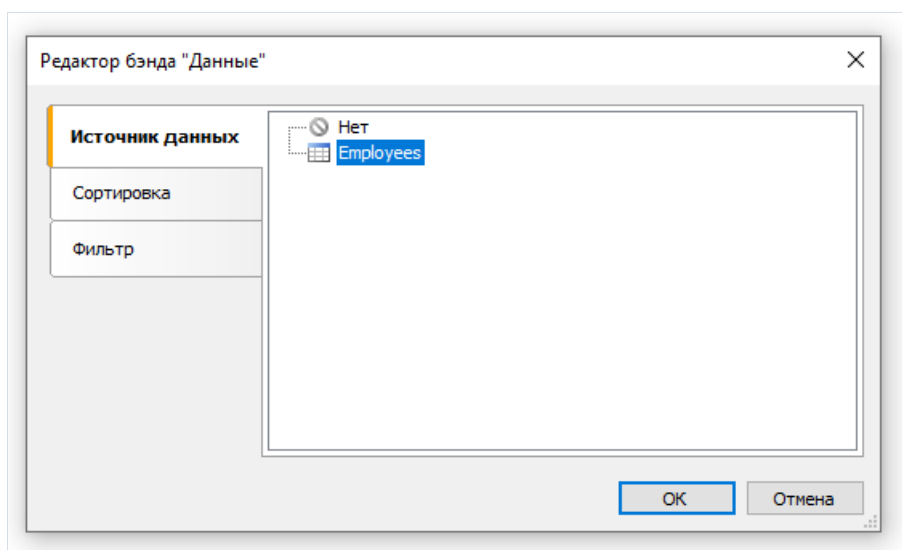 Редактор бэнда "Данные"
Источник данных
Сортировка
Фильтр
Нет
Employees
OK
Отмена